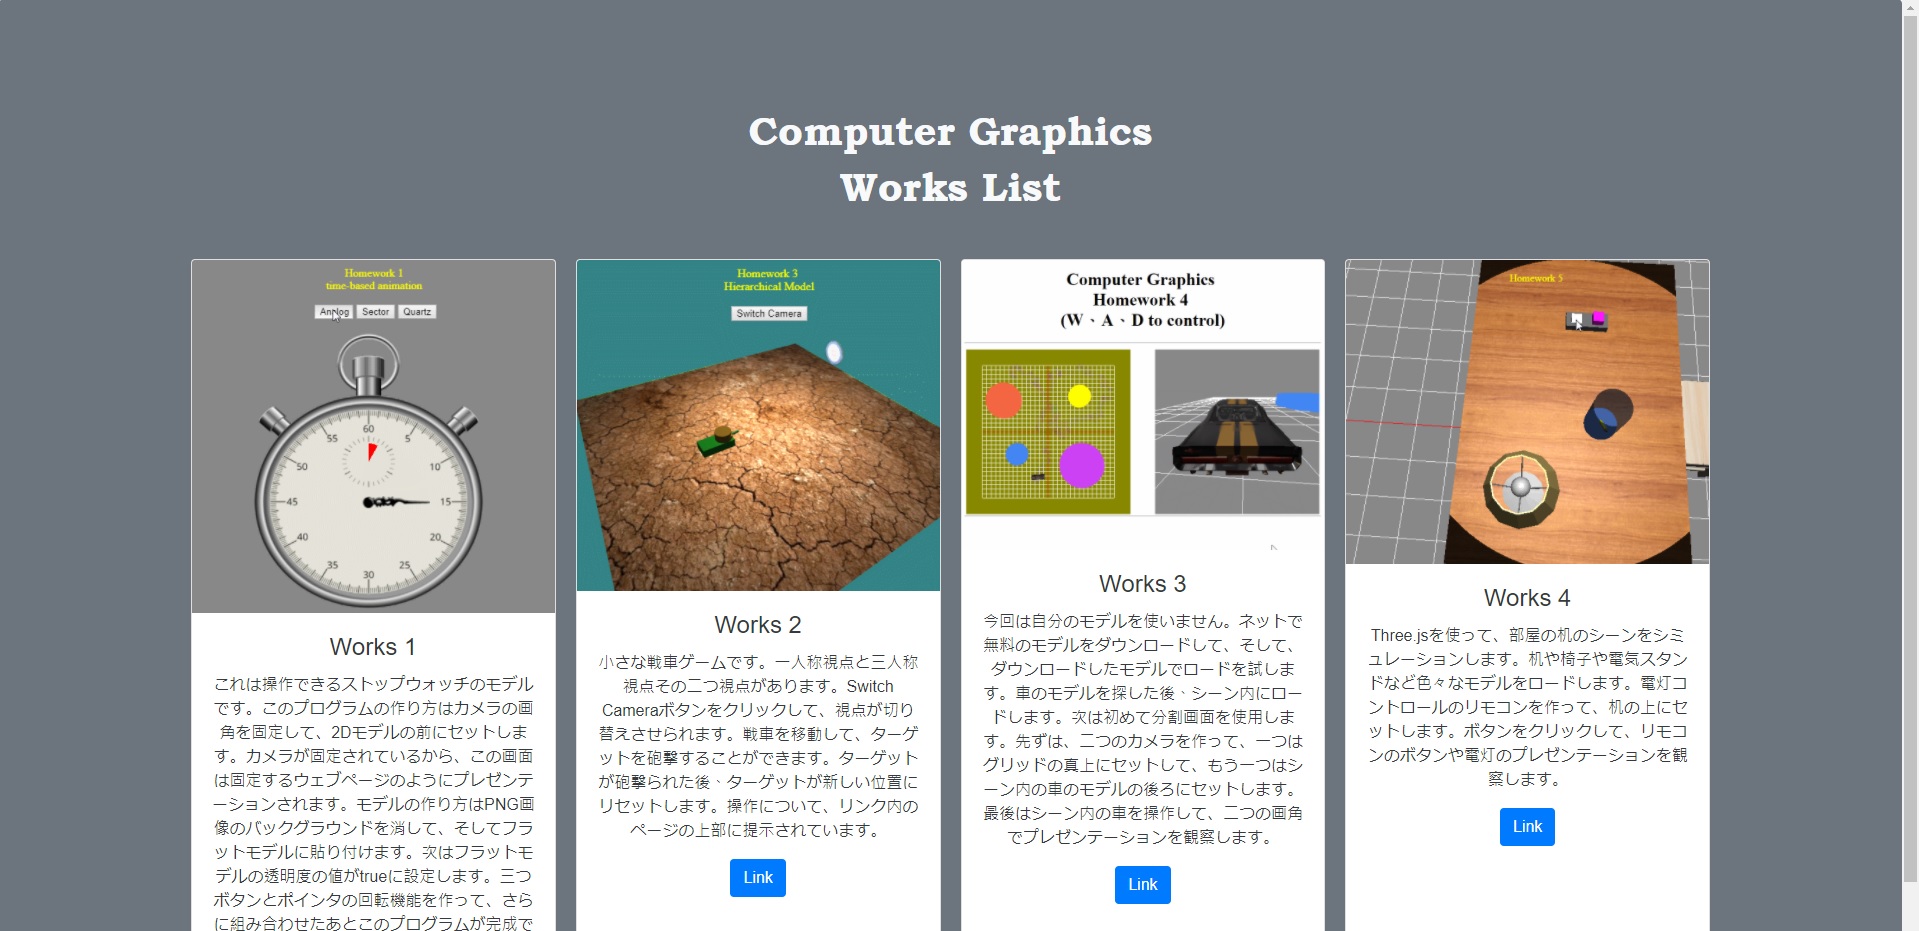 Computer Graphics
Works List
Homework 1
time-based animation
Analog Sector Quartz
60
55 5
50 10
45 15
40 20
35 25
30
Works 1
これは操作できるストップウォッチのモデル
です。このプログラムの作り方はカメラの画
角を固定して、2Dモデルの前にセットしま
す。カメラが固定されているから、この画面
は固定するウェブページのようにプレゼンテ
ーションされます。モデルの作り方はPNG画
像のバックグラウンドを消して、そしてフラ
ットモデルに貼り付けます。次はフラットモ
デルの透明度の値がtrueに設定します。三つ
ボタンとポインタの回転機能を作って、さら
に組み合わせたあとこのプログラムが完成で
Homework 3
Hierarchical Model
Switch Camera
Works 2
小さな戦車ゲームです。一人称視点と三人称
視点その二つ視点があります。Switch
Cameraボタンをクリックして、視点が切り
替えさせられます。戦車を移動して、ターゲ
ットを砲撃することができます。ターゲット
が砲撃られた後、ターゲットが新しい位置に
リセットします。操作について、リンク内の
ページの上部に提示されています。
Link
Computer Graphics
Homework 4
(W、A、D to control)
Works 3
今回は自分のモデルを使いません。ネットで
無料のモデルをダウンロードして、そして、
ダウンロードしたモデルでロードを試しま
す。車のモデルを探した後、シーン内にロー
ドします。次は初めて分割画面を使用しま
す。先ずは、二つのカメラを作って、一つは
グリッドの真上にセットして、もう一つはシ
ーン内の車のモデルの後ろにセットします。
最後はシーン内の車を操作して、二つの画角
でプレゼンテーションを観察します。
Link
Homework 5
Works 4
Three.jsを使って、部屋の机のシーンをシミ
ュレーションします。机や椅子や電気スタン
ドなど色々なモデルをロードします。電灯コ
ントロールのリモコンを作って、机の上にセ
ットします。ボタンをクリックして、リモコ
ンのボタンや電灯のプレゼンテーションを観
察します。
Link